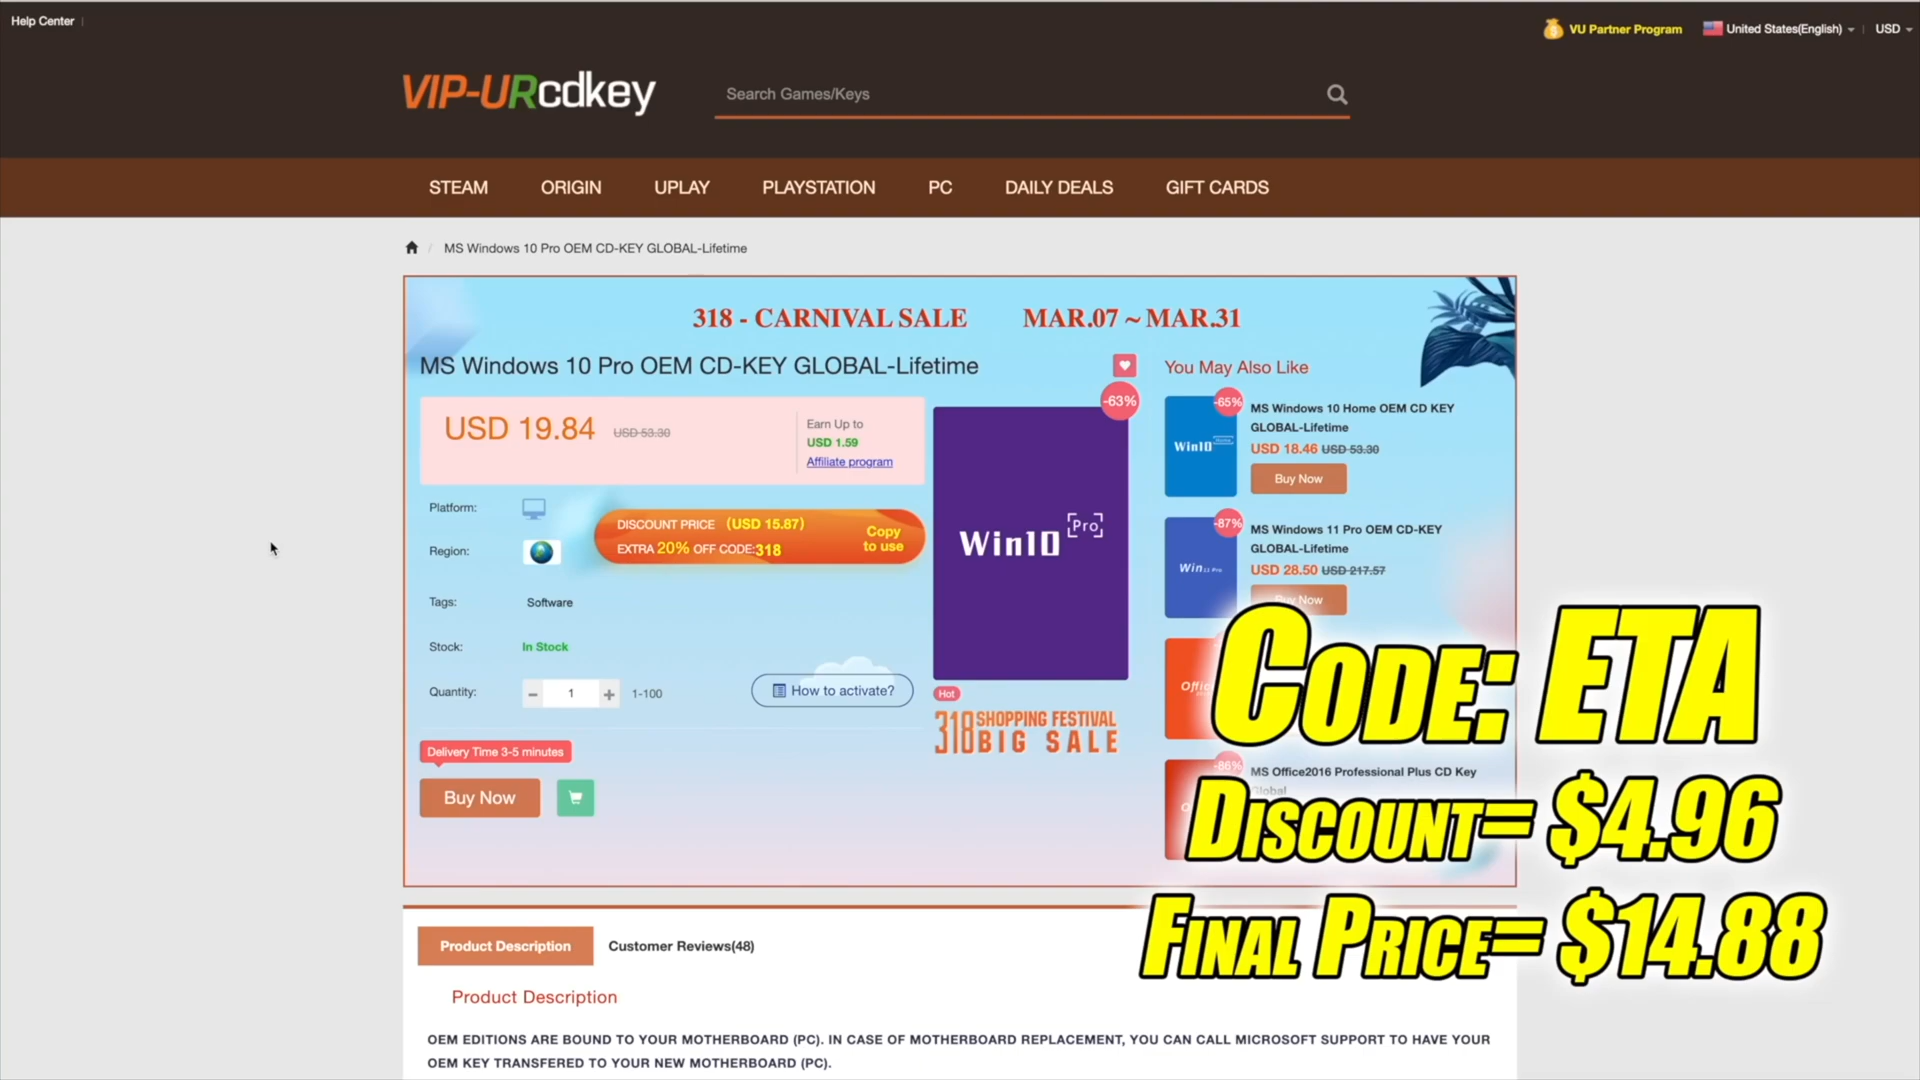 Help Center
VU Partner Program
United States(English)
USD
VIP-URcdkey
Search Games/Keys
STEAM
ORIGIN
UPLAY
PLAYSTATION
PC
DAILY DEALS
GIFT CARDS
/ MS Windows 10 Pro OEM CD-KEY GLOBAL-Lifetime
318 - CARNIVAL SALE MAR.07 ~ MAR.31
MS Windows 10 Pro OEM CD-KEY GLOBAL-Lifetime
USD 19.84 USD 53.30
Earn Up to
USD 1.59
Affiliate program
Platform:
Region:
DISCOUNT PRICE (USD 15.87)
EXTRA 20% OFF CODE:318
Copy
to use
Tags: Software
Stock: In Stock
Quantity: - 1 + 1-100
How to activate?
Delivery Time 3-5 minutes
Buy Now
-63%
Win10 [Pro]
Hot
318 SHOPPING FESTIVAL
BIG SALE
You May Also Like
-65%
Win10
MS Windows 10 Home OEM CD KEY
GLOBAL-Lifetime
USD 18.46 USD 53.30
Buy Now
-87%
Win 11 Pro
MS Windows 11 Pro OEM CD-KEY
GLOBAL-Lifetime
USD 28.50 USD 217.57
Buy Now
-86%
MS Office2016 Professional Plus CD Key
Global
Code: ETA
Discount= $4.96
Final Price= $14.88
Product Description
Customer Reviews(48)
Product Description
OEM EDITIONS ARE BOUND TO YOUR MOTHERBOARD (PC). IN CASE OF MOTHERBOARD REPLACEMENT, YOU CAN CALL MICROSOFT SUPPORT TO HAVE YOUR
OEM KEY TRANSFERED TO YOUR NEW MOTHERBOARD (PC).